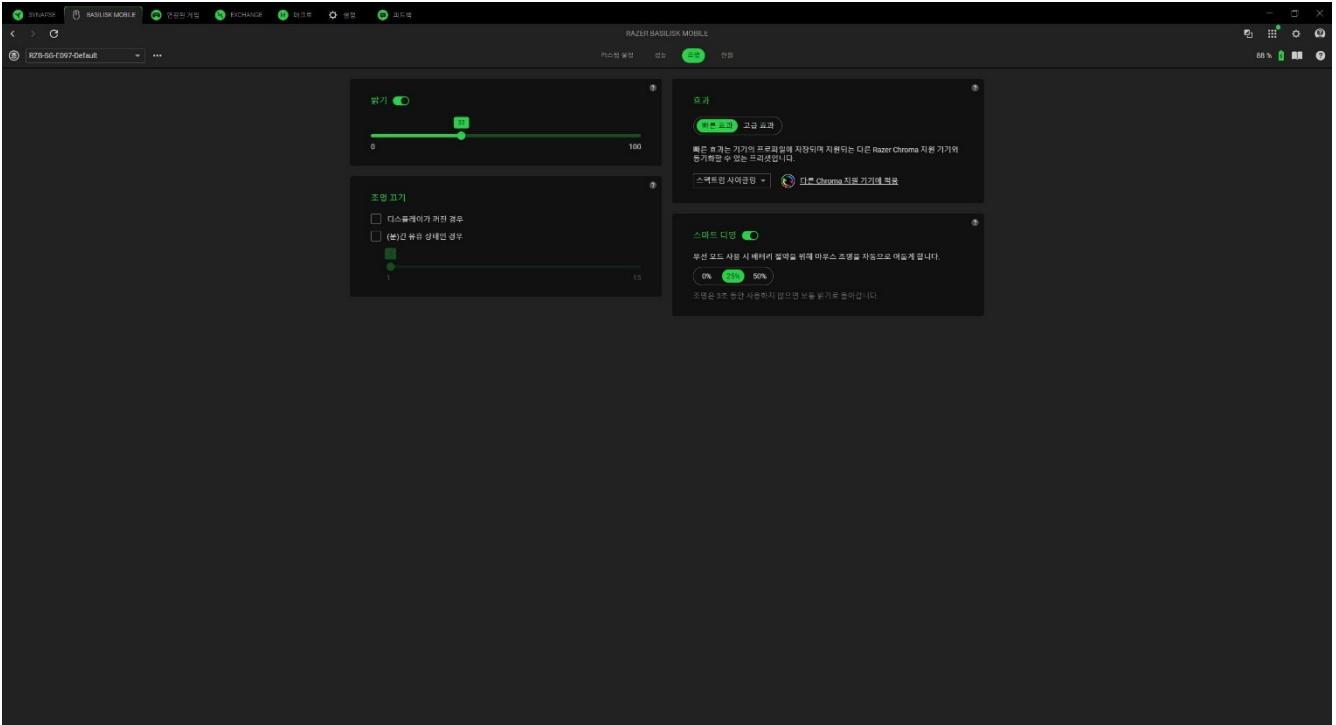 SYNAPSE
BASILISK MOBILE
연결된 게임
EXCHANGE
매크로
설정
피드백
RAZER BASILISK MOBILE
RZB-SG-E097-Default
커스텀 설정
성능
조명
전원
88 %
밝기
33
0
100
조명 끄기
디스플레이가 꺼진 경우
(분)간 유휴 상태인 경우
1
15
효과
빠른 효과
고급 효과
빠른 효과는 기기의 프로파일에 저장되며 지원되는 다른 Razer Chroma 지원 기기와
동기화할 수 있는 프리셋입니다.
스펙트럼 사이클링
다른 Chroma 지원 기기에 적용
스마트 디밍
무선 모드 사용 시 배터리 절약을 위해 마우스 조명을 자동으로 어둡게 합니다.
0%
25%
50%
조명은 3초 동안 사용하지 않으면 보통 밝기로 돌아갑니다.